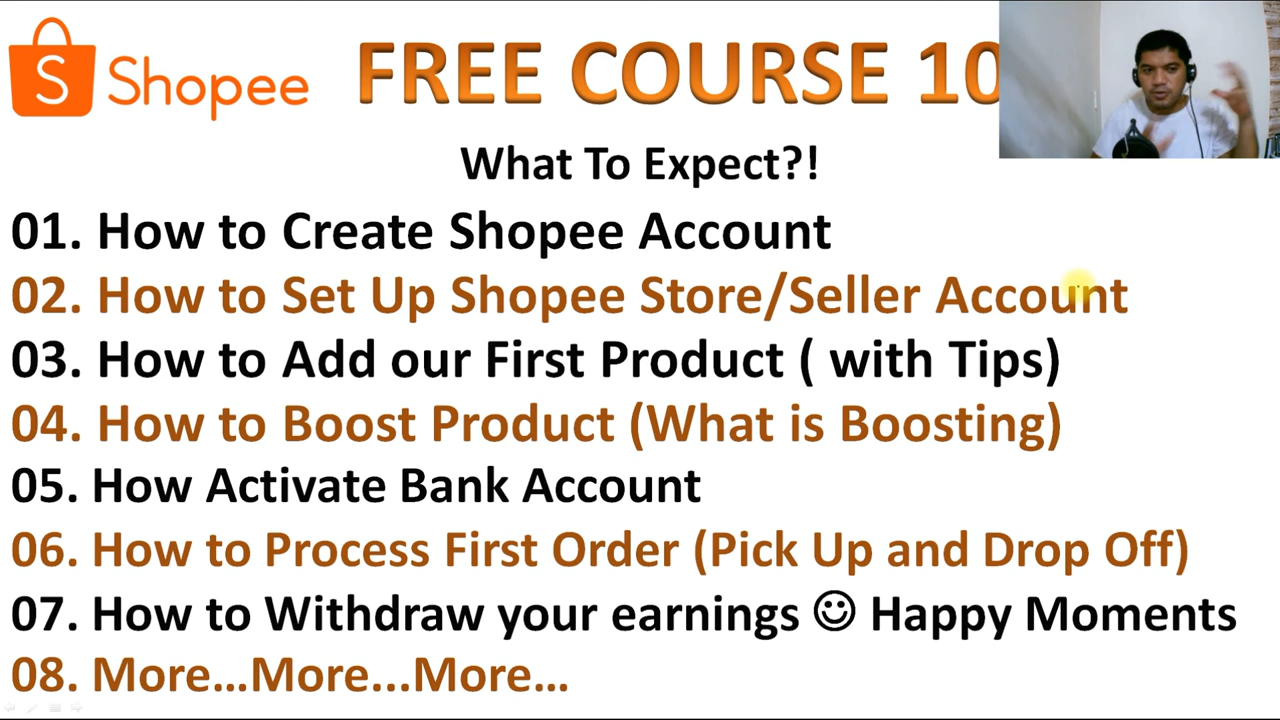 Shopee FREE COURSE 10
What To Expect?!
01. How to Create Shopee Account
02. How to Set Up Shopee Store/Seller Account
03. How to Add our First Product ( with Tips)
04. How to Boost Product (What is Boosting)
05. How Activate Bank Account
06. How to Process First Order (Pick Up and Drop Off)
07. How to Withdraw your earnings ☺ Happy Moments
08. More...More...More...